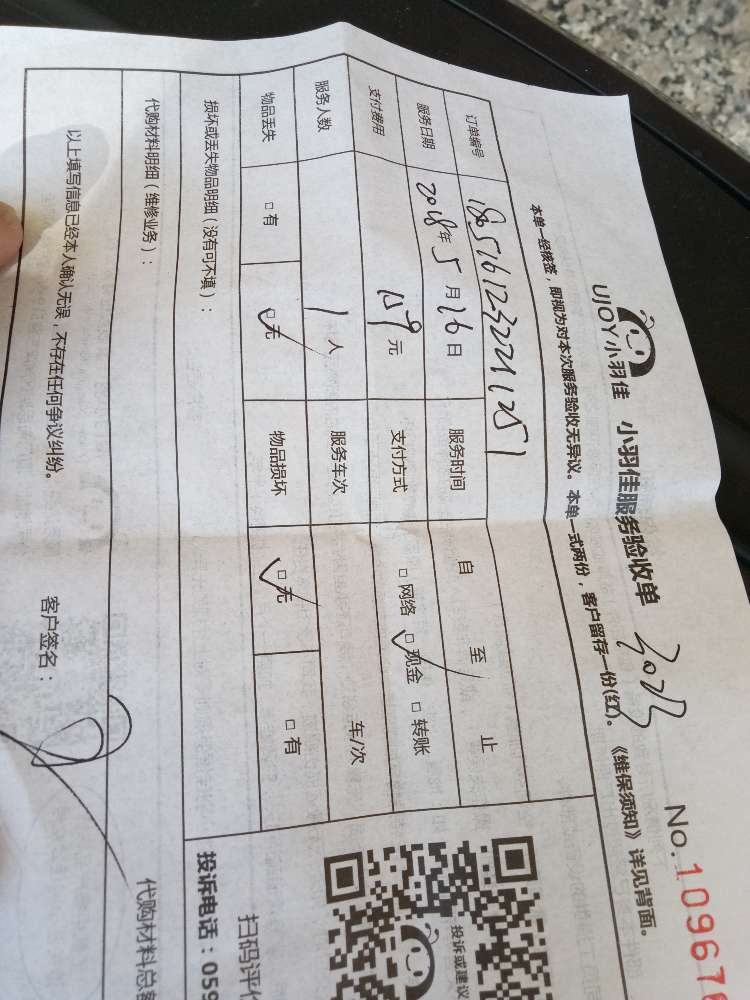 UJOY小羽佳 小羽佳服务验收单 3023 No.10967
本单一经核签，即视为对本次服务验收无异议。本单一式两份，客户留存一份(红)。《维保须知》详见背面。
订单编号 180516123221251
服务日期 2018年5月16日 服务时间 自 至 止
支付费用 159元 支付方式 □网络 □现金 □转账
服务人数 1人 服务车次 车/次
物品丢失 □有 □无 物品损坏 □无 □有
损坏或丢失物品明细（没有可不填）：
代购材料明细（维修业务）： 代购材料总
以上填写信息已经本人确认无误，不存在任何争议纠纷。 客户签名：
投诉或建议
扫码评
投诉电话：059